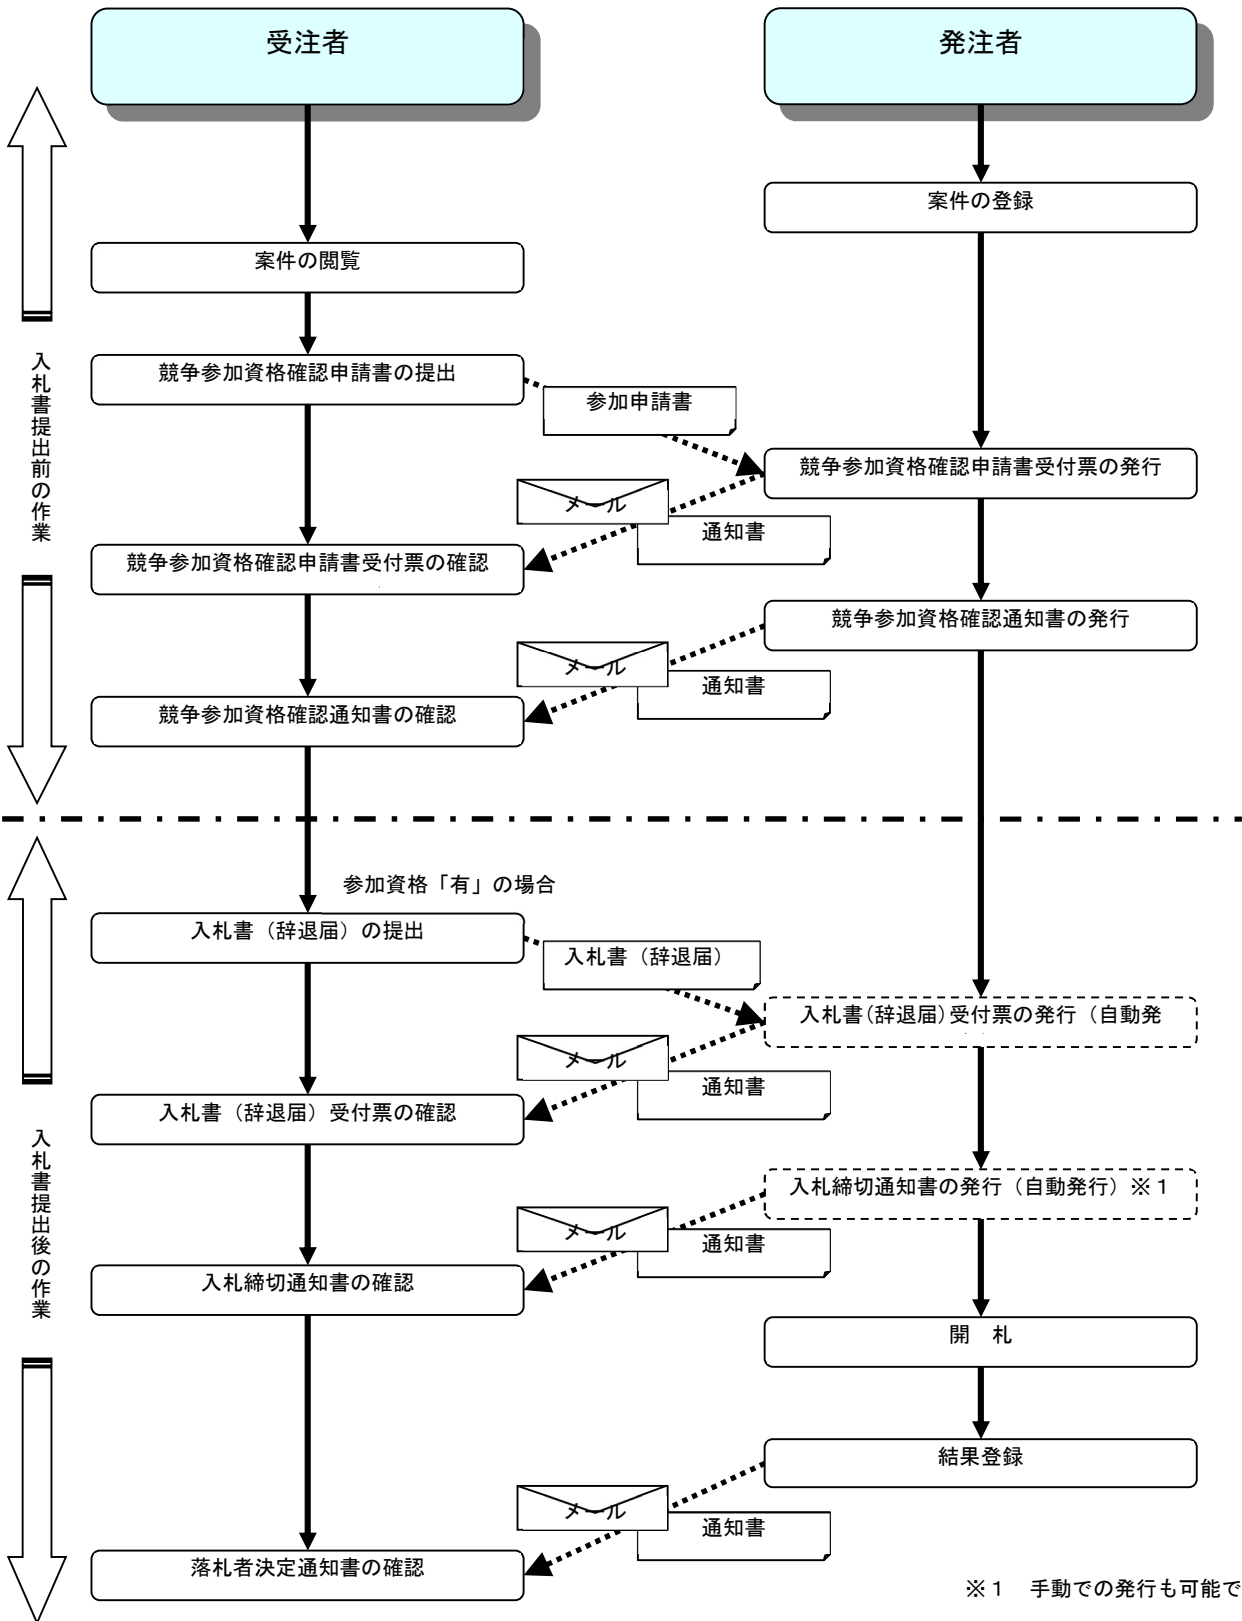 受注者
発注者
案件の登録
案件の閲覧
入札書提出前の作業
競争参加資格確認申請書の提出
参加申請書
競争参加資格確認申請書受付票の発行
メール
通知書
競争参加資格確認申請書受付票の確認
競争参加資格確認通知書の発行
メール
通知書
競争参加資格確認通知書の確認
参加資格「有」の場合
入札書（辞退届）の提出
入札書（辞退届）
入札書(辞退届)受付票の発行（自動発
メール
通知書
入札書（辞退届）受付票の確認
入札書提出後の作業
入札締切通知書の発行（自動発行）※１
メール
通知書
入札締切通知書の確認
開　札
結果登録
メール
通知書
落札者決定通知書の確認
※１　手動での発行も可能で